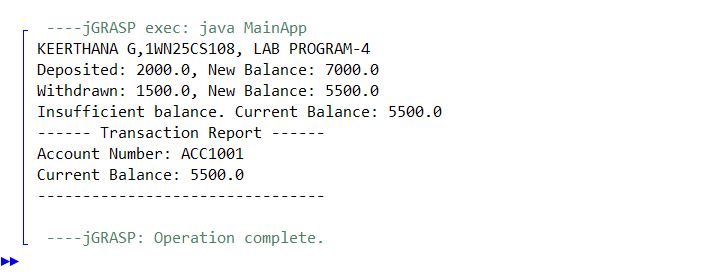 ----jGRASP exec: java MainApp
KEERTHANA G,1WN25CS108, LAB PROGRAM-4
Deposited: 2000.0, New Balance: 7000.0
Withdrawn: 1500.0, New Balance: 5500.0
Insufficient balance. Current Balance: 5500.0
------ Transaction Report ------
Account Number: ACC1001
Current Balance: 5500.0
--------------------------------
----jGRASP: Operation complete.